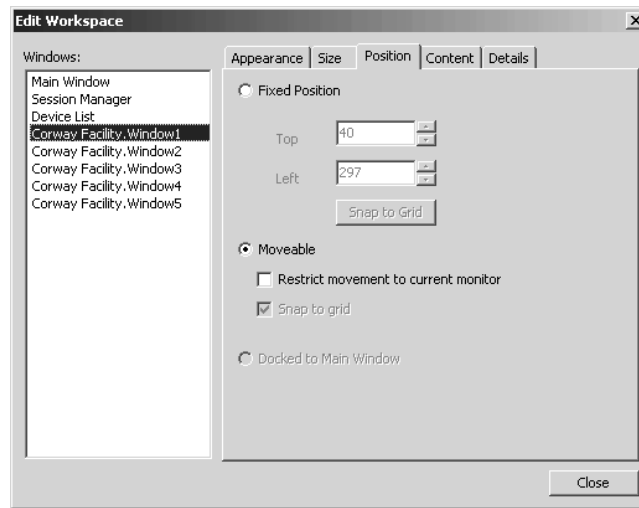 Edit Workspace
Windows:
Main Window
Session Manager
Device List
Corway Facility.Window1
Corway Facility.Window2
Corway Facility.Window3
Corway Facility.Window4
Corway Facility.Window5
Appearance Size Position Content Details
Fixed Position
Top 40
Left 297
Snap to Grid
Moveable
Restrict movement to current monitor
Snap to grid
Docked to Main Window
Close